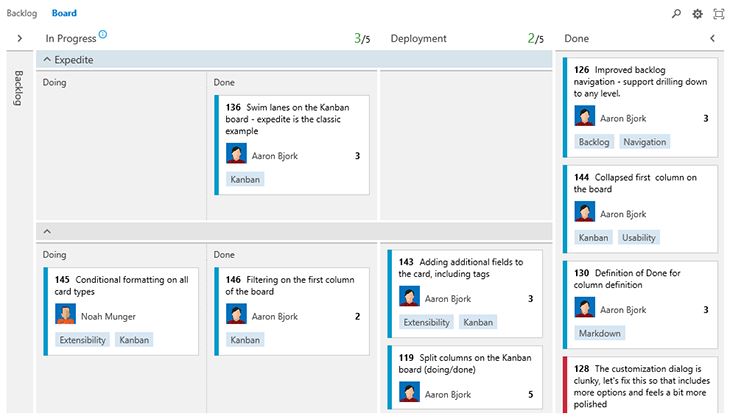 Backlog Board
In Progress 3/5
Deployment 2/5
Done
Backlog
Expedite
Doing
Done
136 Swim lanes on the Kanban
board - expedite is the classic
example
Aaron Bjork 3
Kanban
Doing
145 Conditional formatting on all
card types
Noah Munger
Extensibility Kanban
Done
146 Filtering on the first column
of the board
Aaron Bjork 2
Kanban
143 Adding additional fields to
the card, including tags
Aaron Bjork 3
Extensibility Kanban
119 Split columns on the Kanban
board (doing/done)
Aaron Bjork 5
126 Improved backlog
navigation - support drilling down
to any level.
Aaron Bjork 3
Backlog Navigation
144 Collapsed first column on
the board
Aaron Bjork
Kanban Usability
130 Definition of Done for
column definition
Aaron Bjork 3
Markdown
128 The customization dialog is
clunky, let's fix this so that includes
more options and feels a bit more
polished